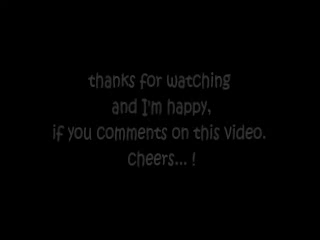 thanks for watching
and I'm happy,
if you comments on this video.
cheers... !